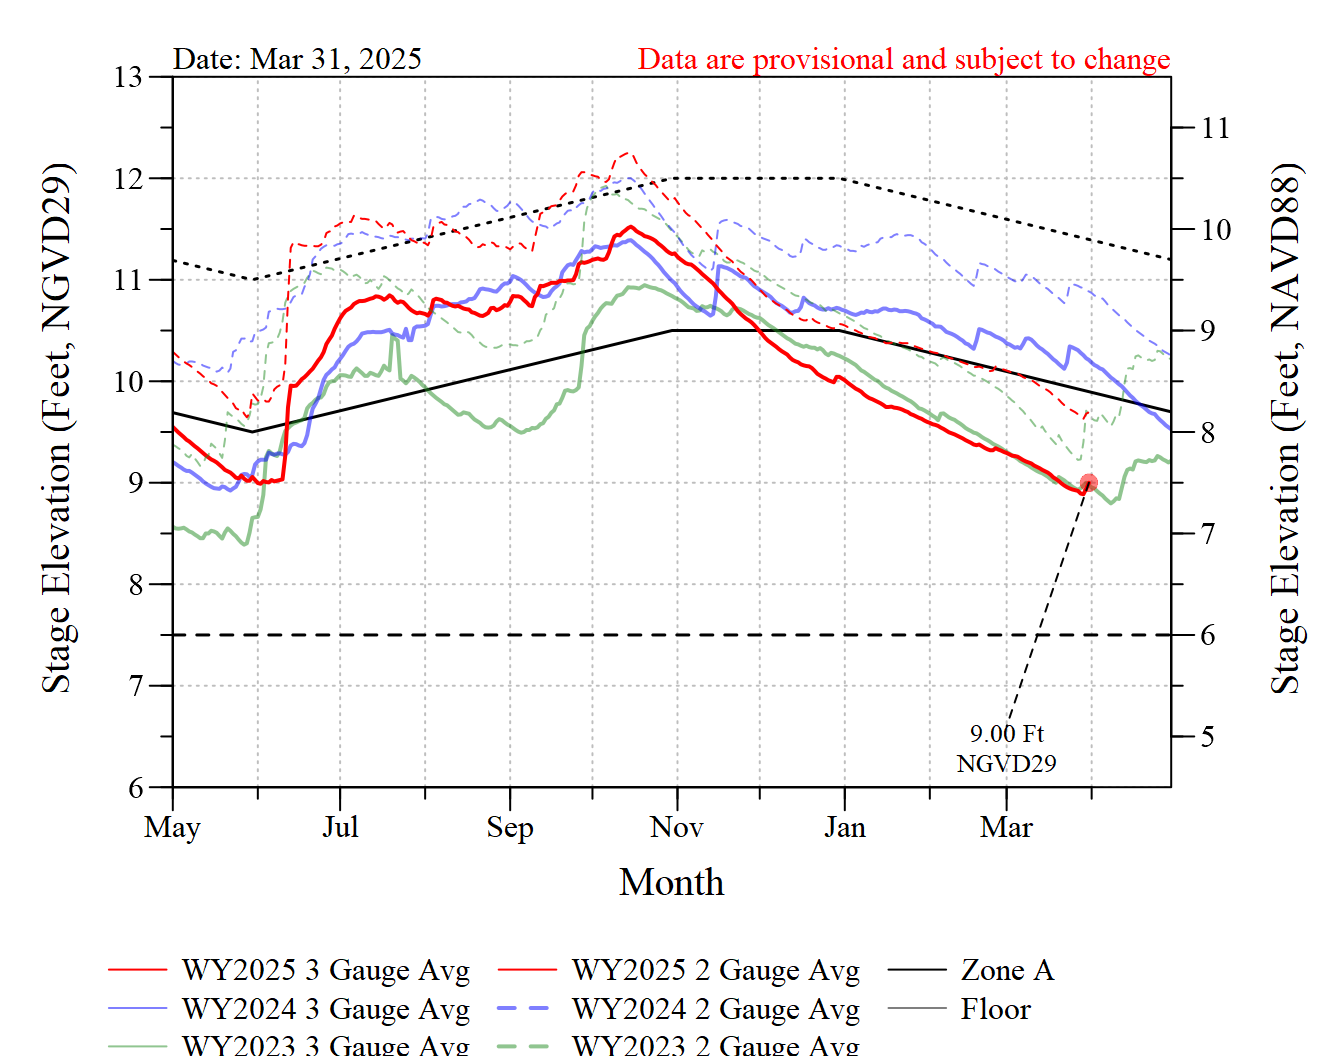 Date: Mar 31, 2025
Data are provisional and subject to change
13
12
11
10
9
8
7
6
Stage Elevation (Feet, NGVD29)
11
10
9
8
7
6
5
Stage Elevation (Feet, NAVD88)
9.00 Ft
NGVD29
May Jul Sep Nov Jan Mar
Month
WY2025 3 Gauge Avg WY2025 2 Gauge Avg Zone A
WY2024 3 Gauge Avg WY2024 2 Gauge Avg Floor
WY2023 3 Gauge Avg WY2023 2 Gauge Avg